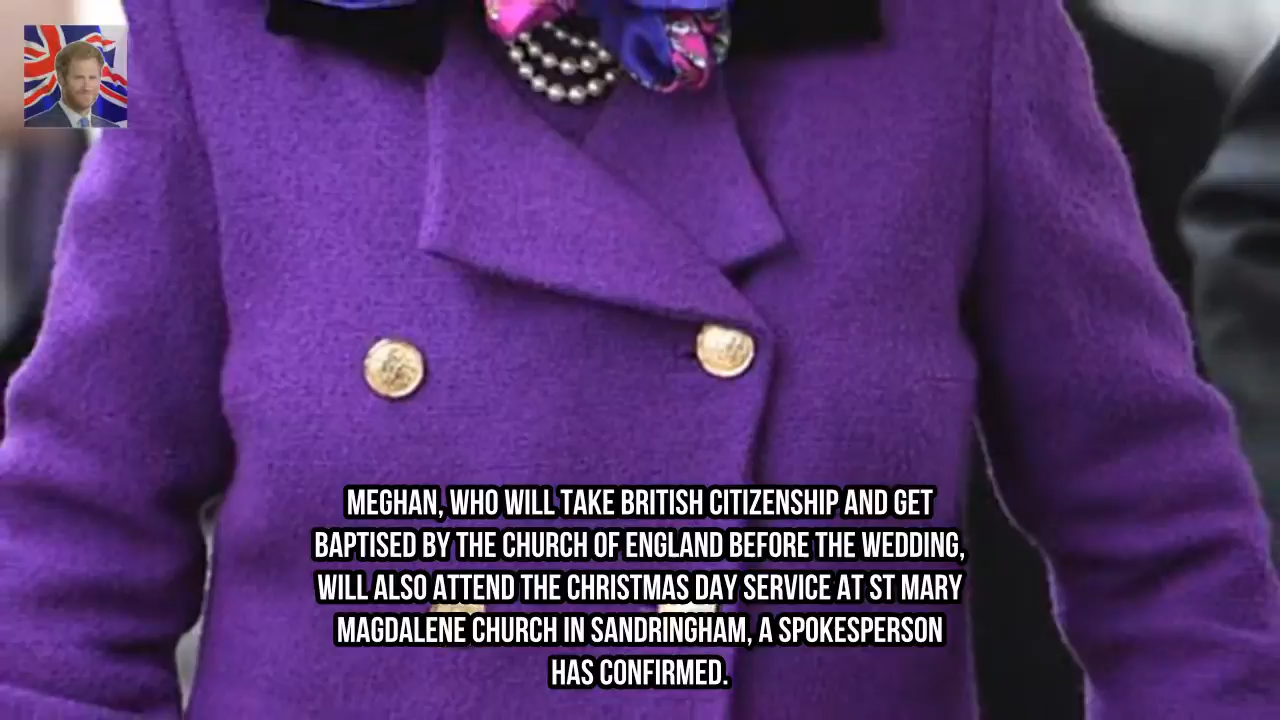 MEGHAN, WHO WILL TAKE BRITISH CITIZENSHIP AND GET
BAPTISED BY THE CHURCH OF ENGLAND BEFORE THE WEDDING,
WILL ALSO ATTEND THE CHRISTMAS DAY SERVICE AT ST MARY
MAGDALENE CHURCH IN SANDRINGHAM, A SPOKESPERSON
HAS CONFIRMED.